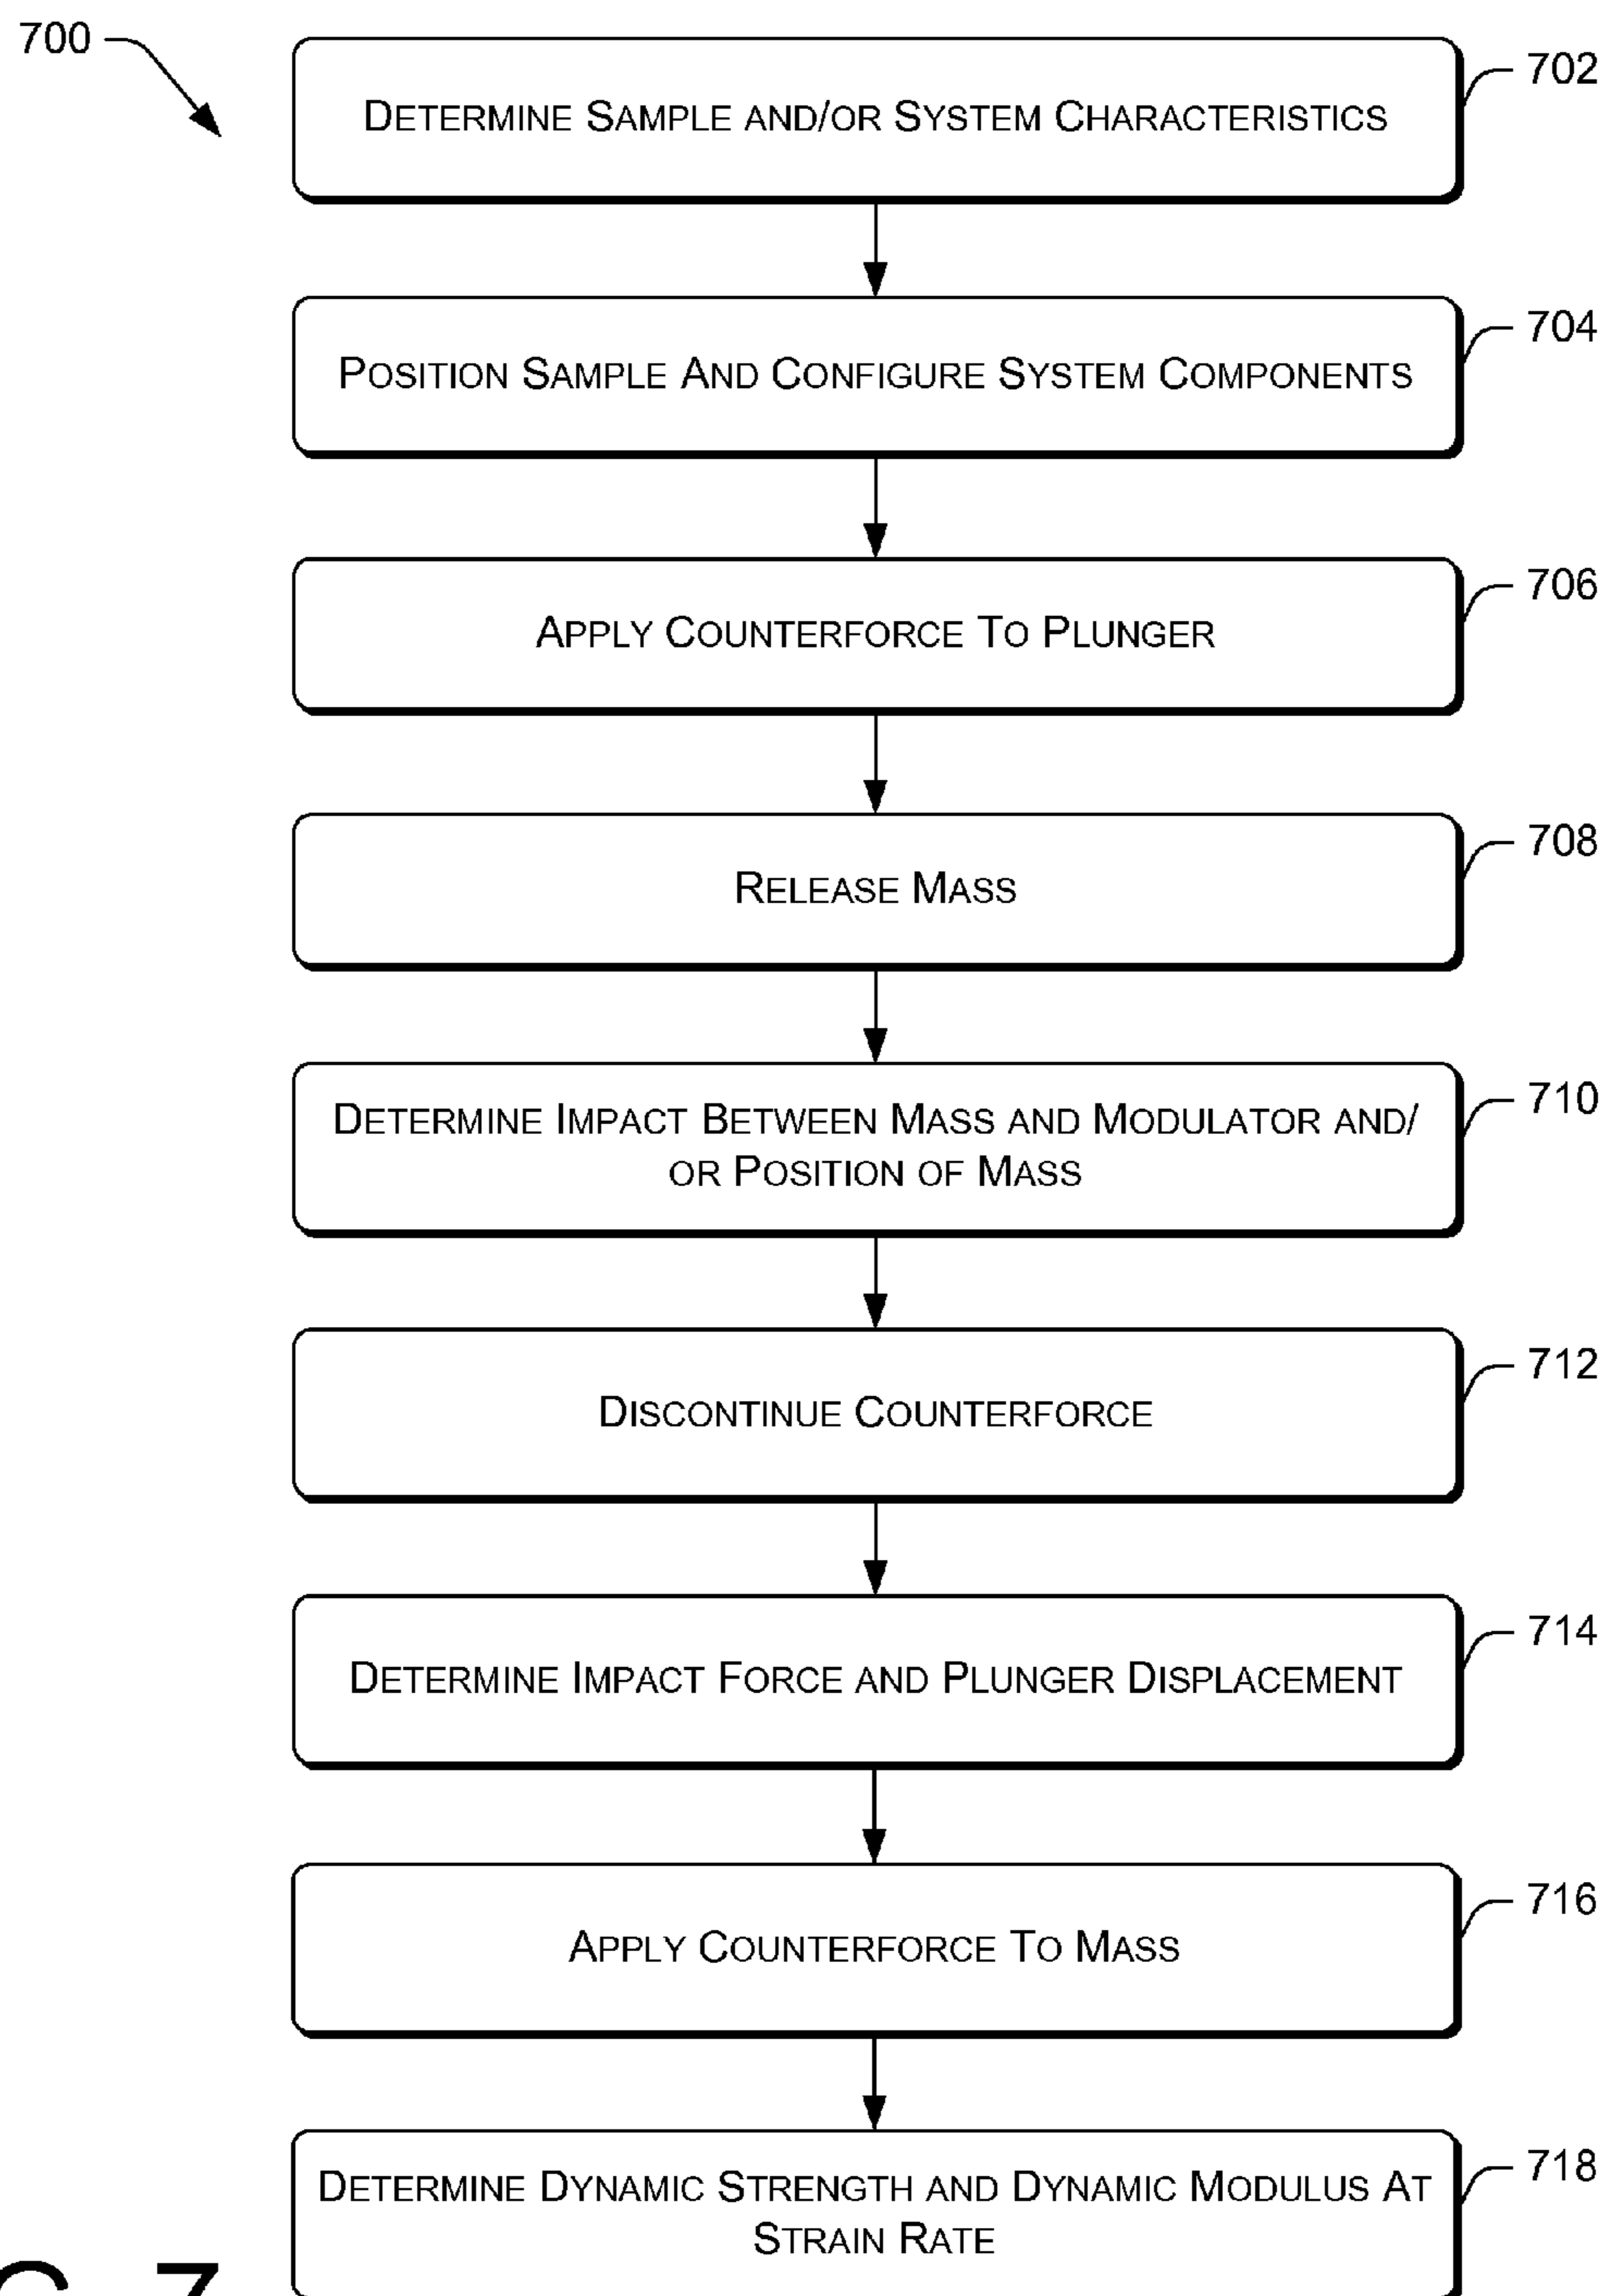 700
702
DETERMINE SAMPLE AND/OR SYSTEM CHARACTERISTICS
704
POSITION SAMPLE AND CONFIGURE SYSTEM COMPONENTS
706
APPLY COUNTERFORCE TO PLUNGER
708
RELEASE MASS
710
DETERMINE IMPACT BETWEEN MASS AND MODULATOR AND/
OR POSITION OF MASS
712
DISCONTINUE COUNTERFORCE
714
DETERMINE IMPACT FORCE AND PLUNGER DISPLACEMENT
716
APPLY COUNTERFORCE TO MASS
718
DETERMINE DYNAMIC STRENGTH AND DYNAMIC MODULUS AT
STRAIN RATE